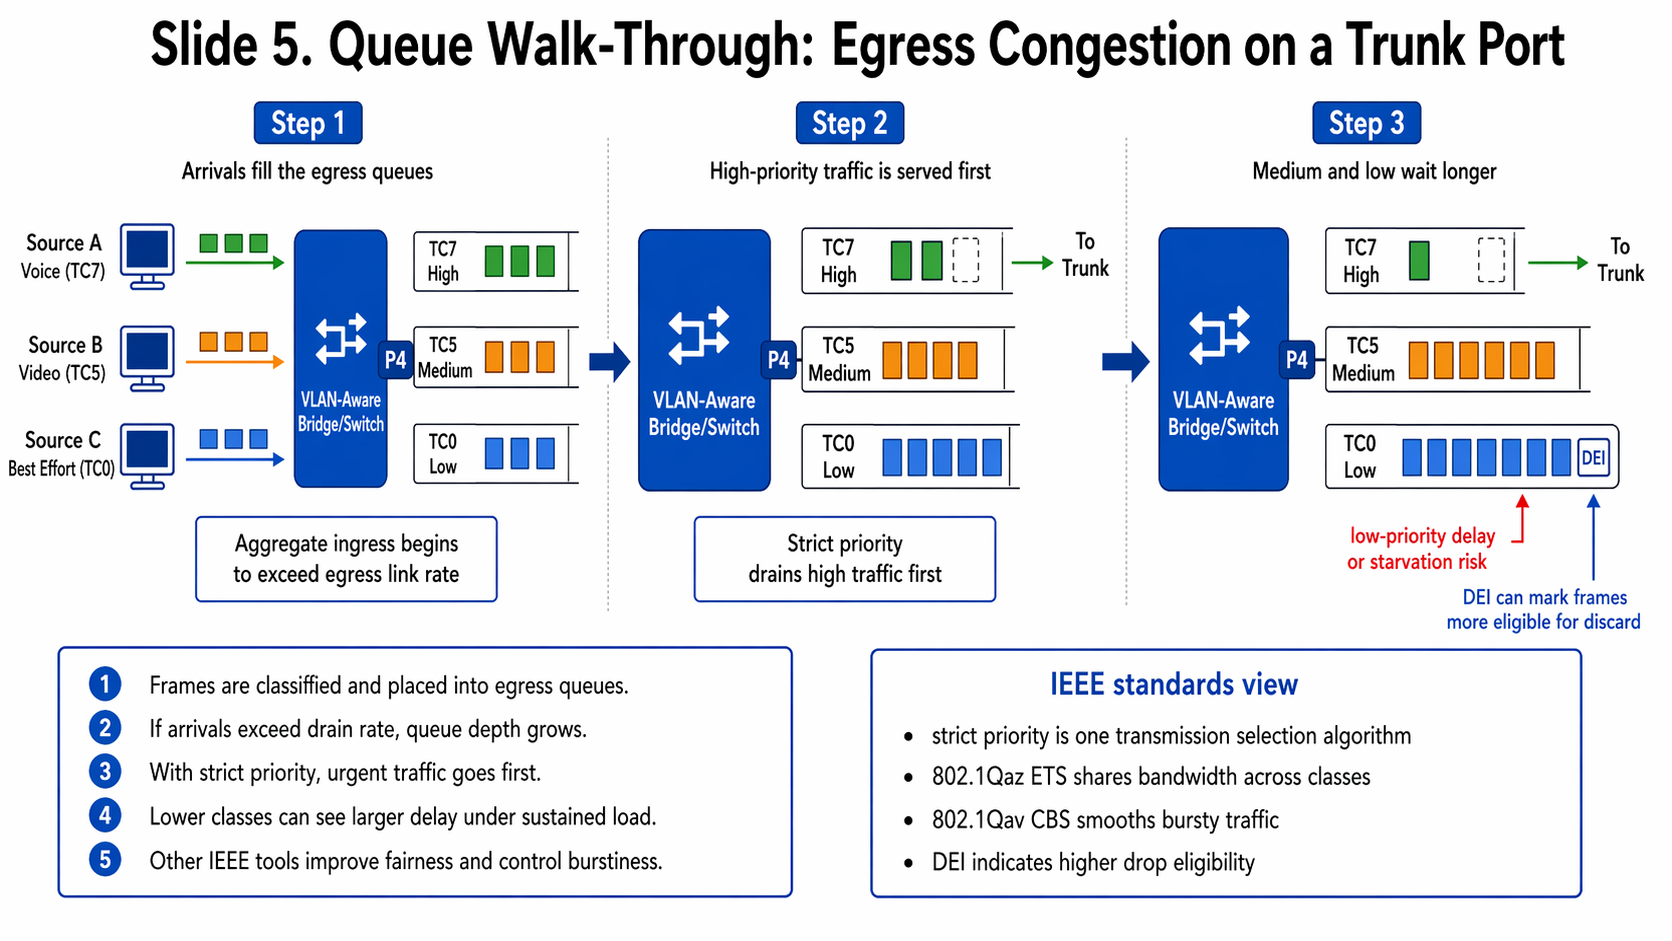 Slide 5. Queue Walk-Through: Egress Congestion on a Trunk Port
Step 1
Arrivals fill the egress queues
Source A
Voice (TC7)
Source B
Video (TC5)
Source C
Best Effort (TC0)
VLAN-Aware
Bridge/Switch
P4
TC7
High
TC5
Medium
TC0
Low
Aggregate ingress begins
to exceed egress link rate
Step 2
High-priority traffic is served first
VLAN-Aware
Bridge/Switch
P4
TC7
High
To
Trunk
TC5
Medium
TC0
Low
Strict priority
drains high traffic first
Step 3
Medium and low wait longer
VLAN-Aware
Bridge/Switch
P4
TC7
High
To
Trunk
TC5
Medium
TC0
Low
DEI
low-priority delay
or starvation risk
DEI can mark frames
more eligible for discard
1 Frames are classified and placed into egress queues.
2 If arrivals exceed drain rate, queue depth grows.
3 With strict priority, urgent traffic goes first.
4 Lower classes can see larger delay under sustained load.
5 Other IEEE tools improve fairness and control burstiness.
IEEE standards view
• strict priority is one transmission selection algorithm
• 802.1Qaz ETS shares bandwidth across classes
• 802.1Qav CBS smooths bursty traffic
• DEI indicates higher drop eligibility